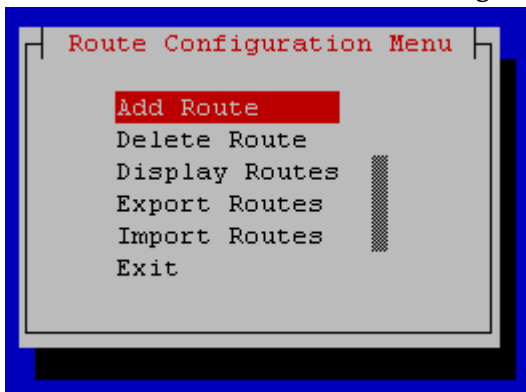 Route Configuration Menu
Add Route
Delete Route
Display Routes
Export Routes
Import Routes
Exit